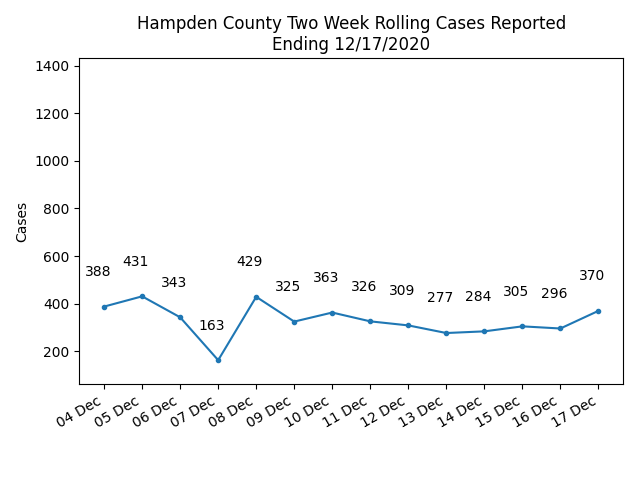 Hampden County Two Week Rolling Cases Reported
Ending 12/17/2020
1400
1200
1000
800
600
400
200
Cases
388
431
343
163
429
325
363
326
309
277
284
305
296
370
04 Dec
05 Dec
06 Dec
07 Dec
08 Dec
09 Dec
10 Dec
11 Dec
12 Dec
13 Dec
14 Dec
15 Dec
16 Dec
17 Dec